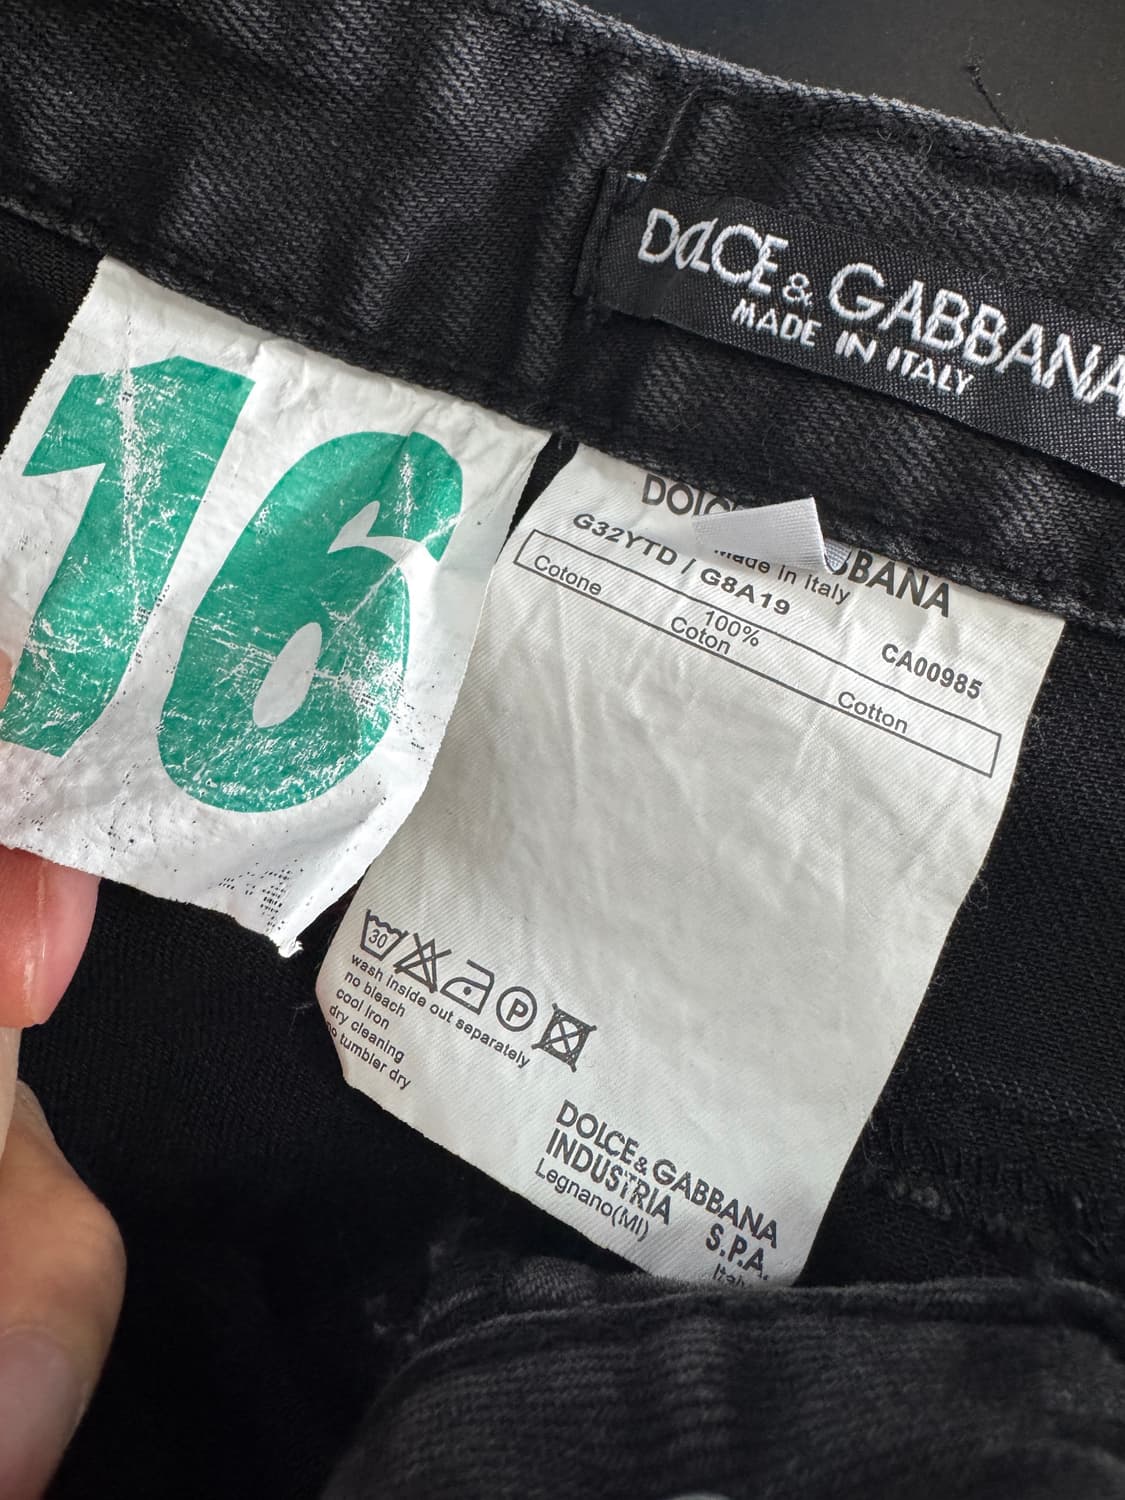 DOLCE & GABBANA
MADE IN ITALY
16
DOLC BBANA
Made in Italy
G32YTD / G8A19
CA00985
100%
Cotone Coton Cotton
30
P
wash inside out separately
no bleach
cool iron
dry cleaning
no tumbler dry
DOLCE & GABBANA
INDUSTRIA S.P.A.
Legnano(MI) Italy